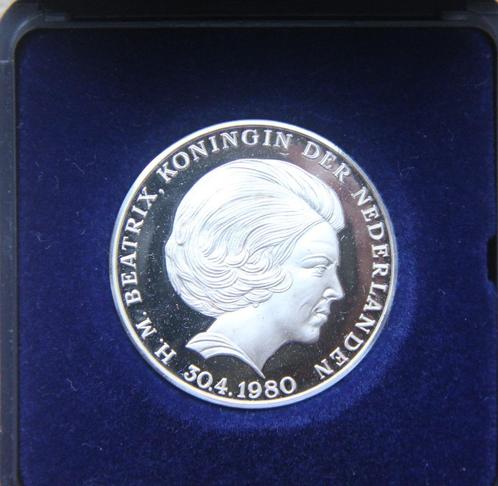 H.M. BEATRIX, KONINGIN DER NEDERLANDEN
30.4.1980